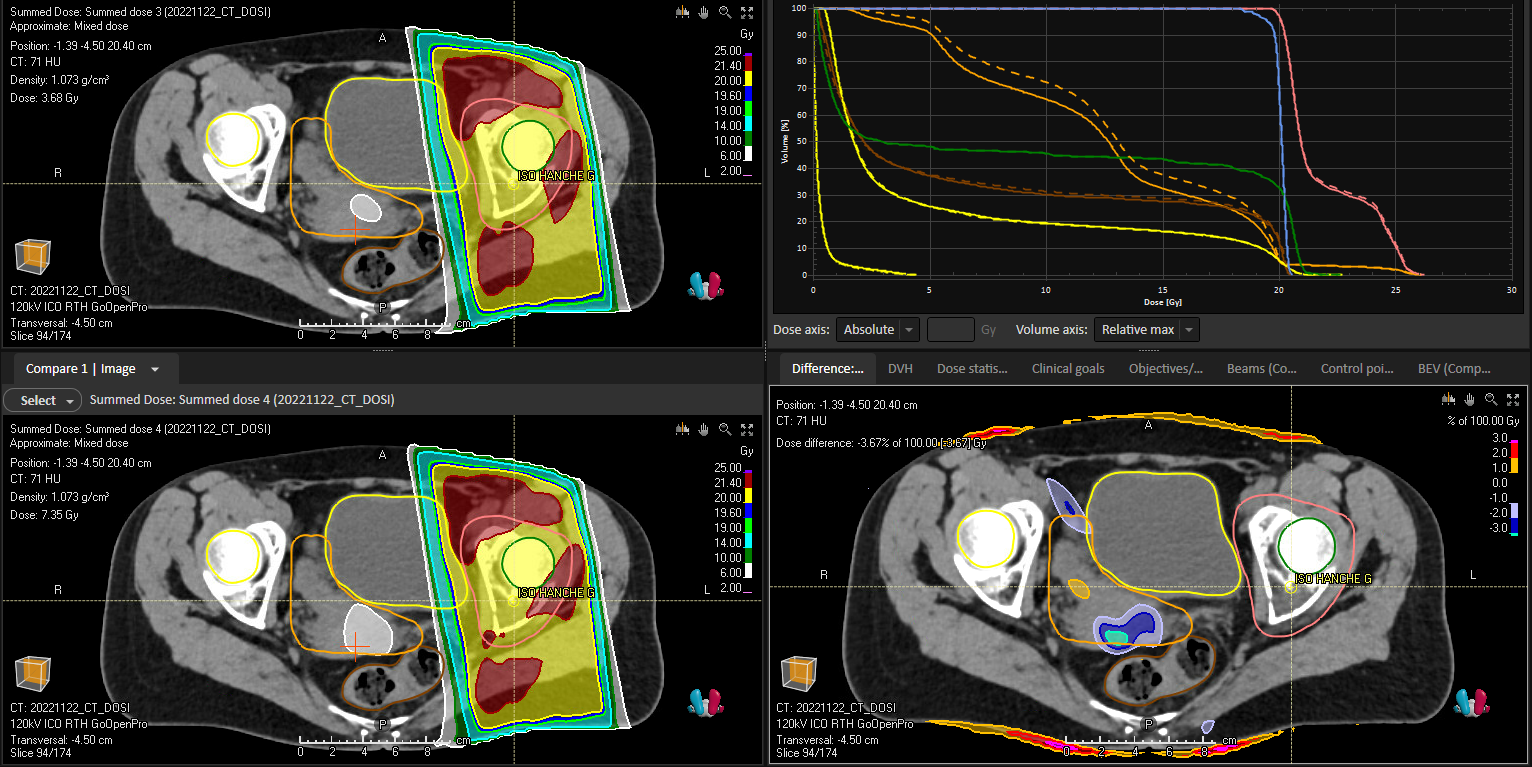 Summed Dose: Summed dose 3 (20221122_CT_DOSI)
Approximate: Mixed dose
Position: -1.39 -4.50 20.40 cm
CT: 71 HU
Density: 1.073 g/cm³
Dose: 3.68 Gy
A
Gy
25.00
21.40
20.00
19.60
19.00
14.00
10.00
6.00
2.00
R
L
ISO HANCHE G
CT: 20221122_CT_DOSI
120kV ICO RTH GoOpenPro
Transversal: -4.50 cm
Slice 94/174
P
0 2 4 6 8 cm
Volume [%]
100
90
80
70
60
50
40
30
20
10
0
0 5 10 15 20 25 30
Dose [Gy]
Dose axis: Absolute Gy Volume axis: Relative max
Compare 1 | Image
Select Summed Dose: Summed dose 4 (20221122_CT_DOSI)
Summed Dose: Summed dose 4 (20221122_CT_DOSI)
Approximate: Mixed dose
Position: -1.39 -4.50 20.40 cm
CT: 71 HU
Density: 1.073 g/cm³
Dose: 7.35 Gy
A
Gy
25.00
21.40
20.00
19.60
19.00
14.00
10.00
6.00
2.00
R
L
ISO HANCHE G
CT: 20221122_CT_DOSI
120kV ICO RTH GoOpenPro
Transversal: -4.50 cm
Slice 94/174
P
0 2 4 6 8 cm
Difference:... DVH Dose statis... Clinical goals Objectives/... Beams (Co... Control poi... BEV (Comp...
Position: -1.39 -4.50 20.40 cm
CT: 71 HU
Dose difference: -3.67% of 100.00 [-3.67] Gy
A
% of 100.00 Gy
3.0
2.0
1.0
0.0
-1.0
-2.0
-3.0
R
L
ISO HANCHE G
CT: 20221122_CT_DOSI
120kV ICO RTH GoOpenPro
Transversal: -4.50 cm
Slice 94/174
P
0 2 4 6 8 cm